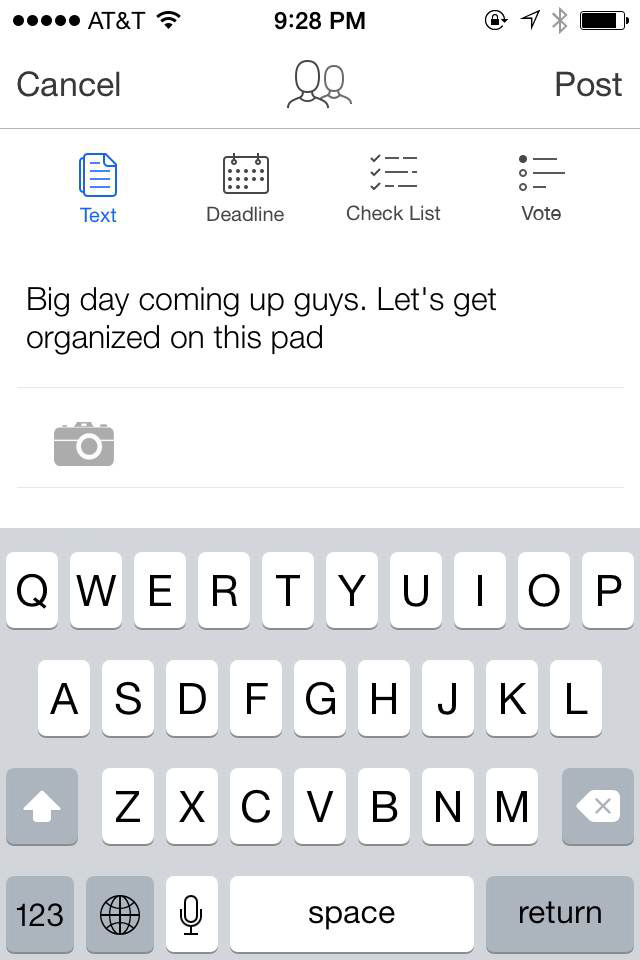 AT&T 9:28 PM
Cancel Post
Text Deadline Check List Vote
Big day coming up guys. Let's get
organized on this pad
Q W E R T Y U I O P
A S D F G H J K L
Z X C V B N M
123 space return